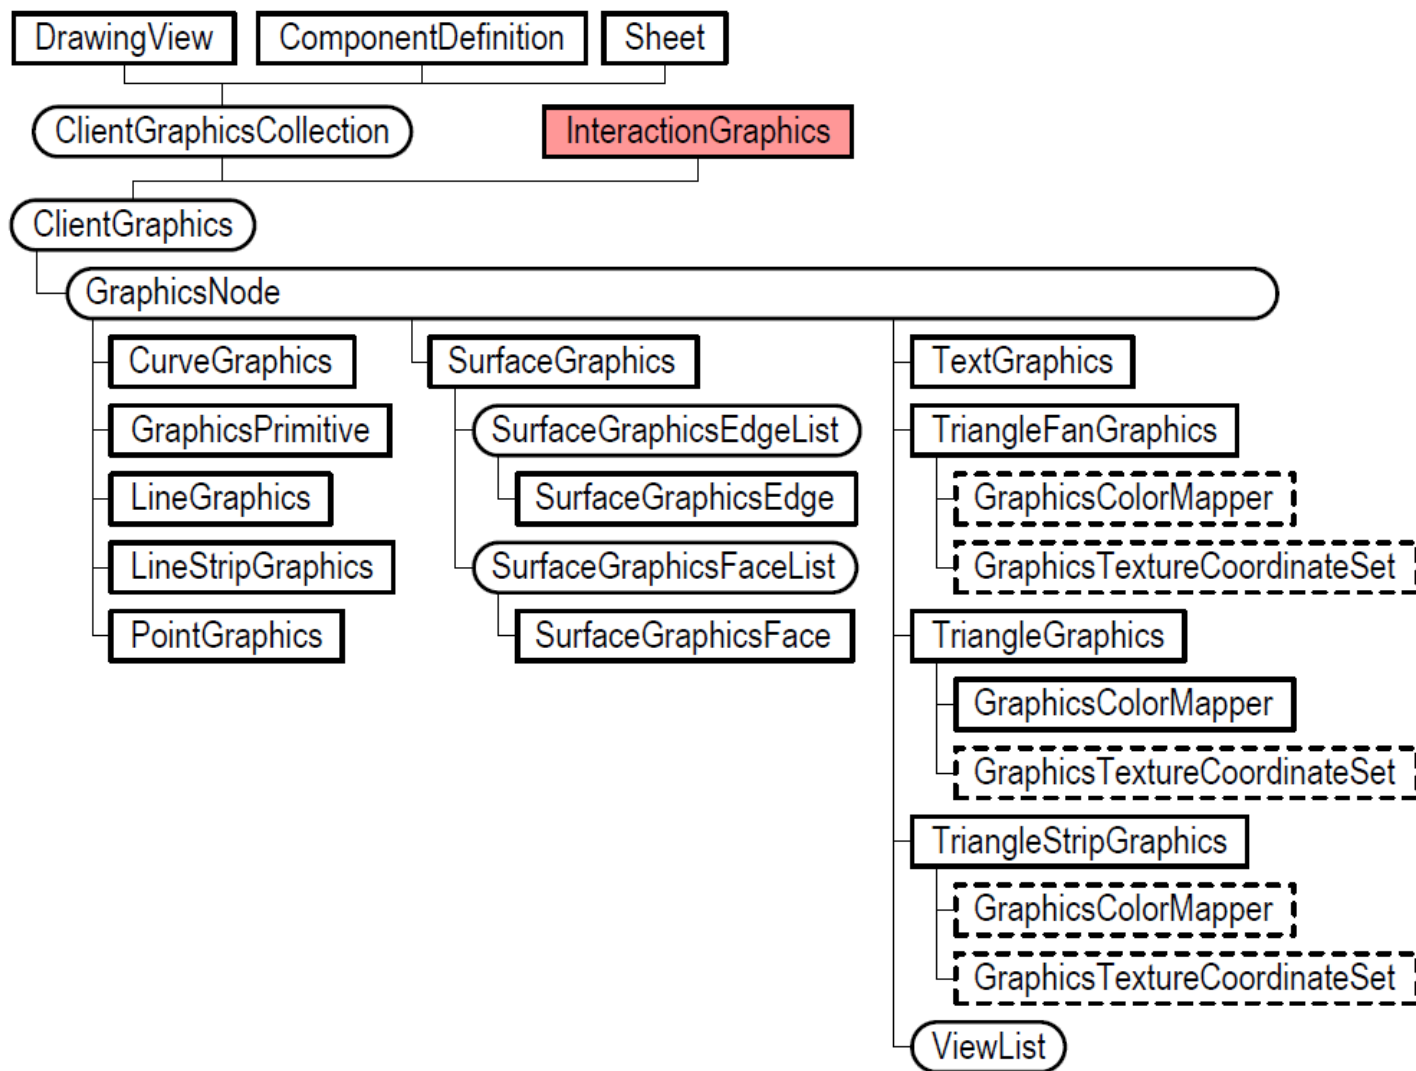 DrawingView
ComponentDefinition
Sheet
ClientGraphicsCollection
InteractionGraphics
ClientGraphics
GraphicsNode
CurveGraphics
GraphicsPrimitive
LineGraphics
LineStripGraphics
PointGraphics
SurfaceGraphics
SurfaceGraphicsEdgeList
SurfaceGraphicsEdge
SurfaceGraphicsFaceList
SurfaceGraphicsFace
TextGraphics
TriangleFanGraphics
GraphicsColorMapper
GraphicsTextureCoordinateSet
TriangleGraphics
GraphicsColorMapper
GraphicsTextureCoordinateSet
TriangleStripGraphics
GraphicsColorMapper
GraphicsTextureCoordinateSet
ViewList